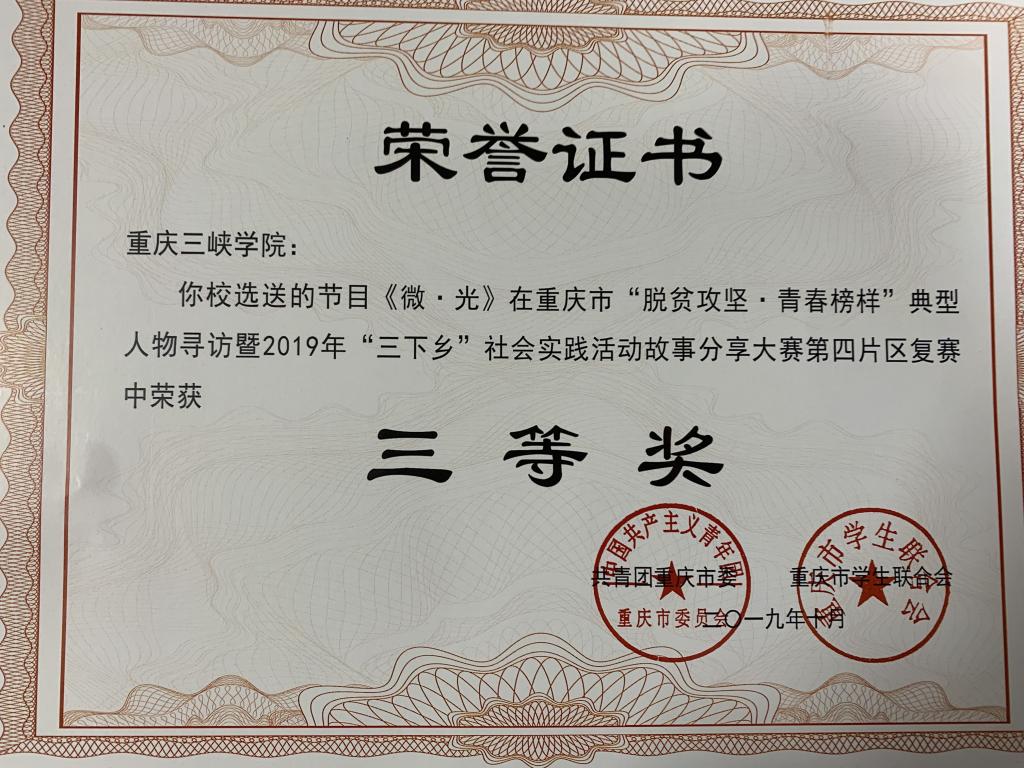 荣誉证书
重庆三峡学院：
你校选送的节目《微·光》在重庆市“脱贫攻坚·青春榜样”典型
人物寻访暨2019年“三下乡”社会实践活动故事分享大赛第四片区复赛
中荣获
三等奖
中国共产主义青年团
重庆市委员会
重庆市学生联合会
共青团重庆市委
重庆市学生联合会
二〇一九年十月